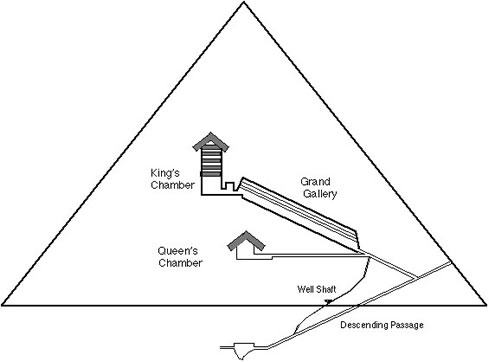 King's
Chamber
Grand
Gallery
Queen's
Chamber
Well Shaft
Descending Passage